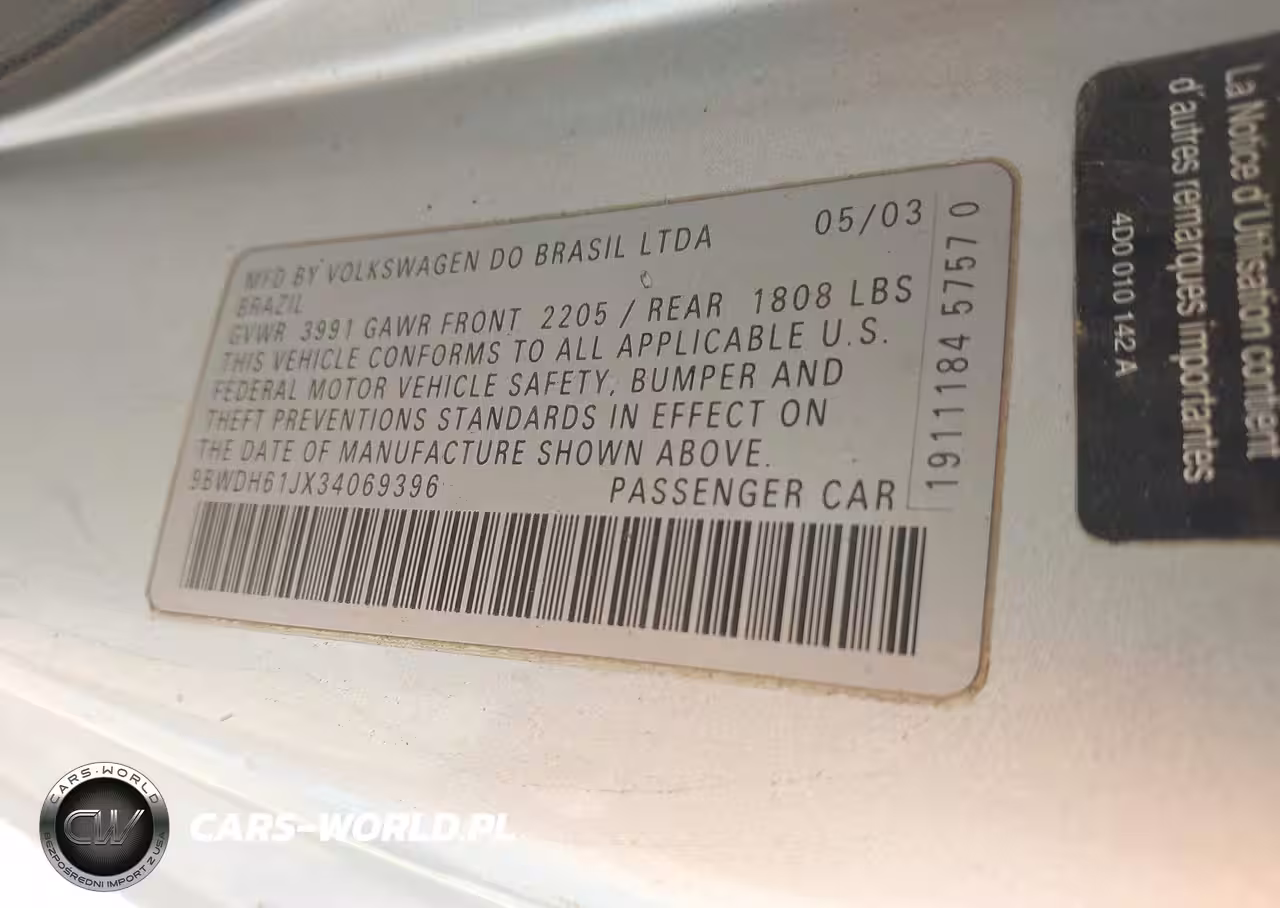 MFD BY VOLKSWAGEN DO BRASIL LTDA 05/03
BRAZIL
GVWR 3991 GAWR FRONT 2205 / REAR 1808 LBS
THIS VEHICLE CONFORMS TO ALL APPLICABLE U.S.
FEDERAL MOTOR VEHICLE SAFETY, BUMPER AND
THEFT PREVENTIONS STANDARDS IN EFFECT ON
THE DATE OF MANUFACTURE SHOWN ABOVE.
9BWDH61JX34069396 PASSENGER CAR
1911184 5757 0
La Notice d'Utilisation contient
d'autres remarques importantes
4D0 010 142 A
CARS-WORLD
CW
BEZPOŚREDNI IMPORT Z USA
CARS-WORLD.PL